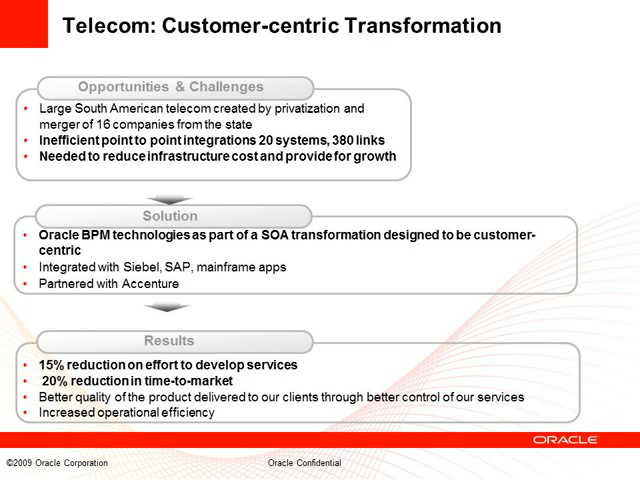 Telecom: Customer-centric Transformation
Opportunities & Challenges
• Large South American telecom created by privatization and
merger of 16 companies from the state
• Inefficient point to point integrations 20 systems, 380 links
• Needed to reduce infrastructure cost and provide for growth
Solution
• Oracle BPM technologies as part of a SOA transformation designed to be customer-
centric
• Integrated with Siebel, SAP, mainframe apps
• Partnered with Accenture
Results
• 15% reduction on effort to develop services
• 20% reduction in time-to-market
• Better quality of the product delivered to our clients through better control of our services
• Increased operational efficiency
ORACLE
©2009 Oracle Corporation
Oracle Confidential